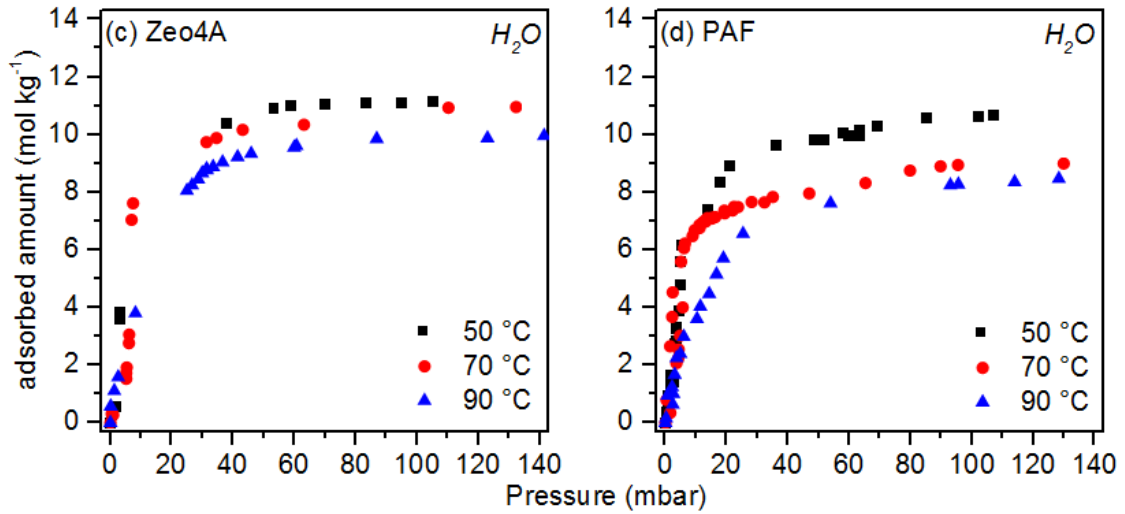 (c) Zeo4A
H₂O
(d) PAF
H₂O
adsorbed amount (mol kg⁻¹)
14
12
10
8
6
4
2
0
50 °C
70 °C
90 °C
0 20 40 60 80 100 120 140
14
12
10
8
6
4
2
0
50 °C
70 °C
90 °C
0 20 40 60 80 100 120 140
Pressure (mbar)